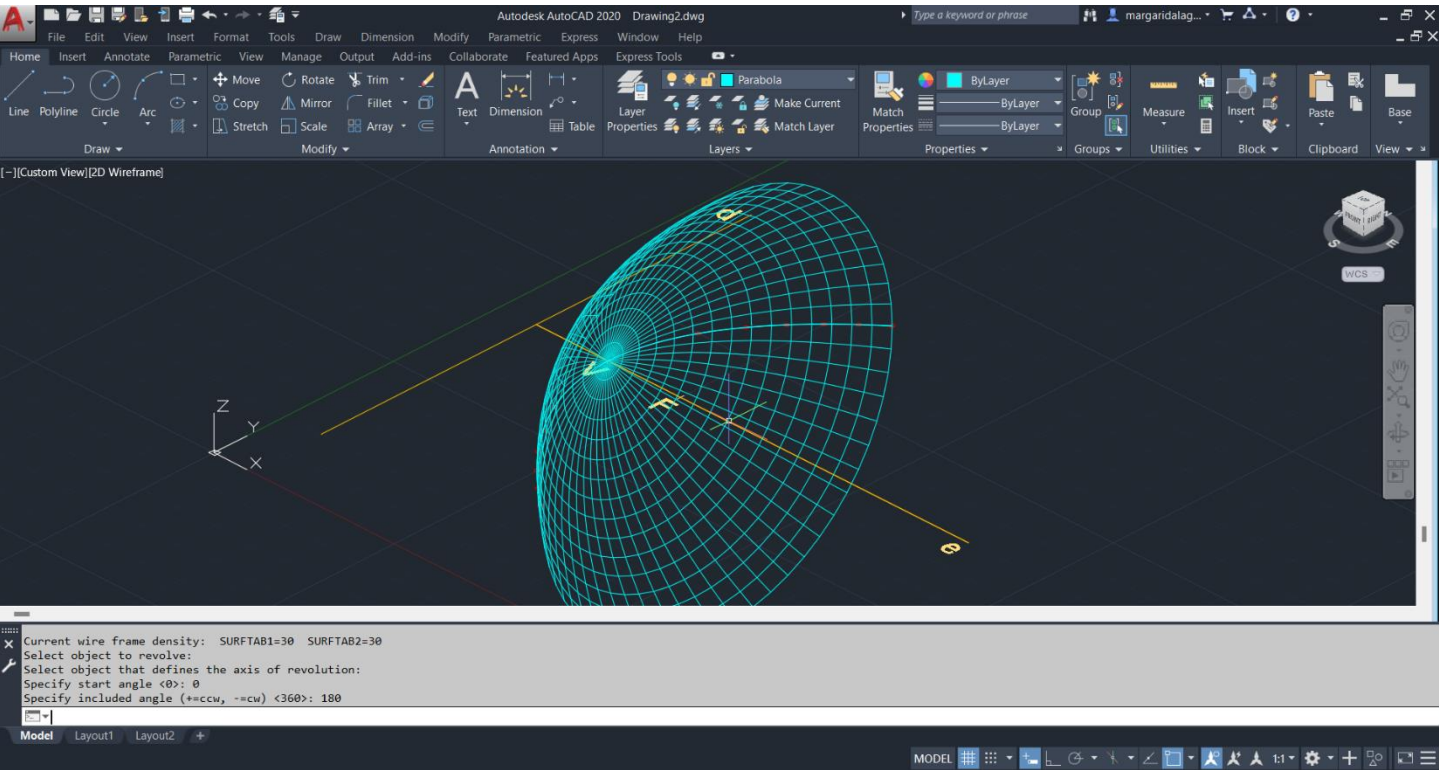 A Autodesk AutoCAD 2020 Drawing2.dwg Type a keyword or phrase margaridalag...
File Edit View Insert Format Tools Draw Dimension Modify Parametric Express Window Help
Home Insert Annotate Parametric View Manage Output Add-ins Collaborate Featured Apps Express Tools
Line Polyline Circle Arc
Move Rotate Trim
Copy Mirror Fillet
Stretch Scale Array
A
Text Dimension
Table
Layer Properties
Parabola
Make Current
Match Layer
Match Properties
ByLayer
ByLayer
ByLayer
Group
Measure
Insert
Paste
Base
Draw Modify Annotation Layers Properties Groups Utilities Block Clipboard View
[−][Custom View][2D Wireframe]
d
V
F
e
Z
Y
X
WCS
Current wire frame density:  SURFTAB1=30  SURFTAB2=30
Select object to revolve:
Select object that defines the axis of revolution:
Specify start angle <0>: 0
Specify included angle (+=ccw, -=cw) <360>: 180
Model Layout1 Layout2 +
MODEL 1:1